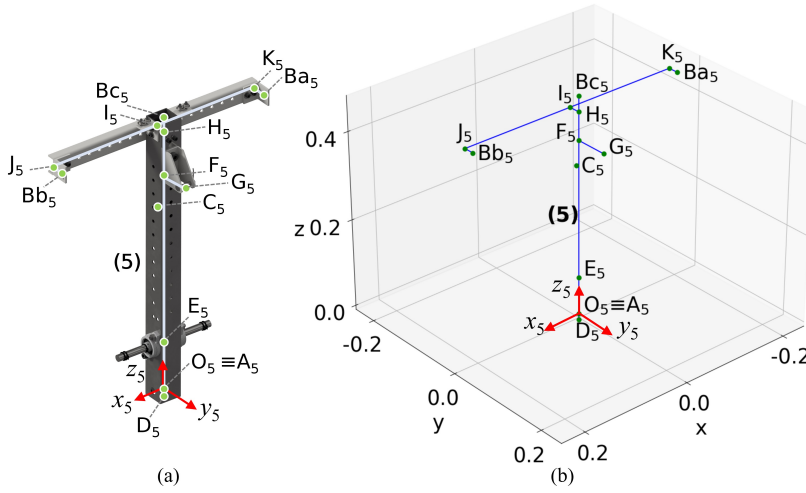 K₅
Ba₅
Bc₅
I₅
H₅
J₅
Bb₅
F₅
G₅
C₅
(5)
E₅
z₅
O₅ ≡A₅
x₅
y₅
D₅
(a)
K₅
Ba₅
Bc₅
I₅
H₅
J₅
Bb₅
F₅
G₅
C₅
(5)
E₅
z₅
O₅≡A₅
x₅
y₅
D₅
0.4
z 0.2
0.0
-0.2
0.0
y
0.2
-0.2
0.0
x
0.2
(b)